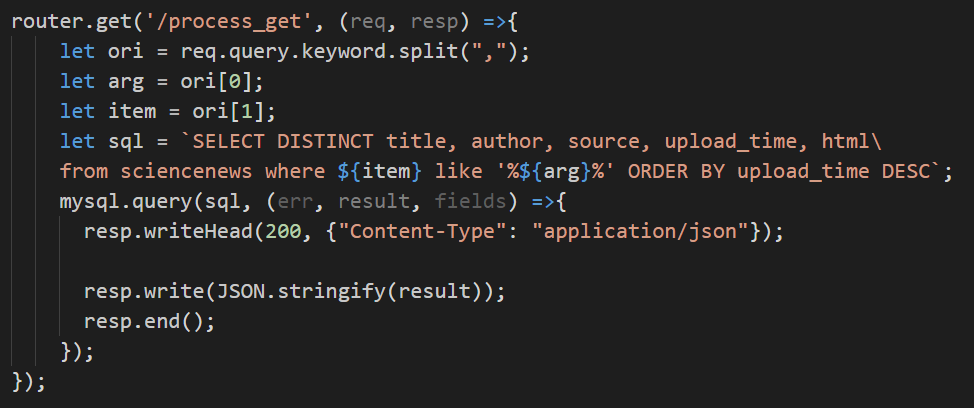 router.get('/process_get', (req, resp) =>{
    let ori = req.query.keyword.split(",");
    let arg = ori[0];
    let item = ori[1];
    let sql = `SELECT DISTINCT title, author, source, upload_time, html\
    from sciencenews where ${item} like '%${arg}%' ORDER BY upload_time DESC`;
    mysql.query(sql, (err, result, fields) =>{
      resp.writeHead(200, {"Content-Type": "application/json"});

      resp.write(JSON.stringify(result));
      resp.end();
    });
});